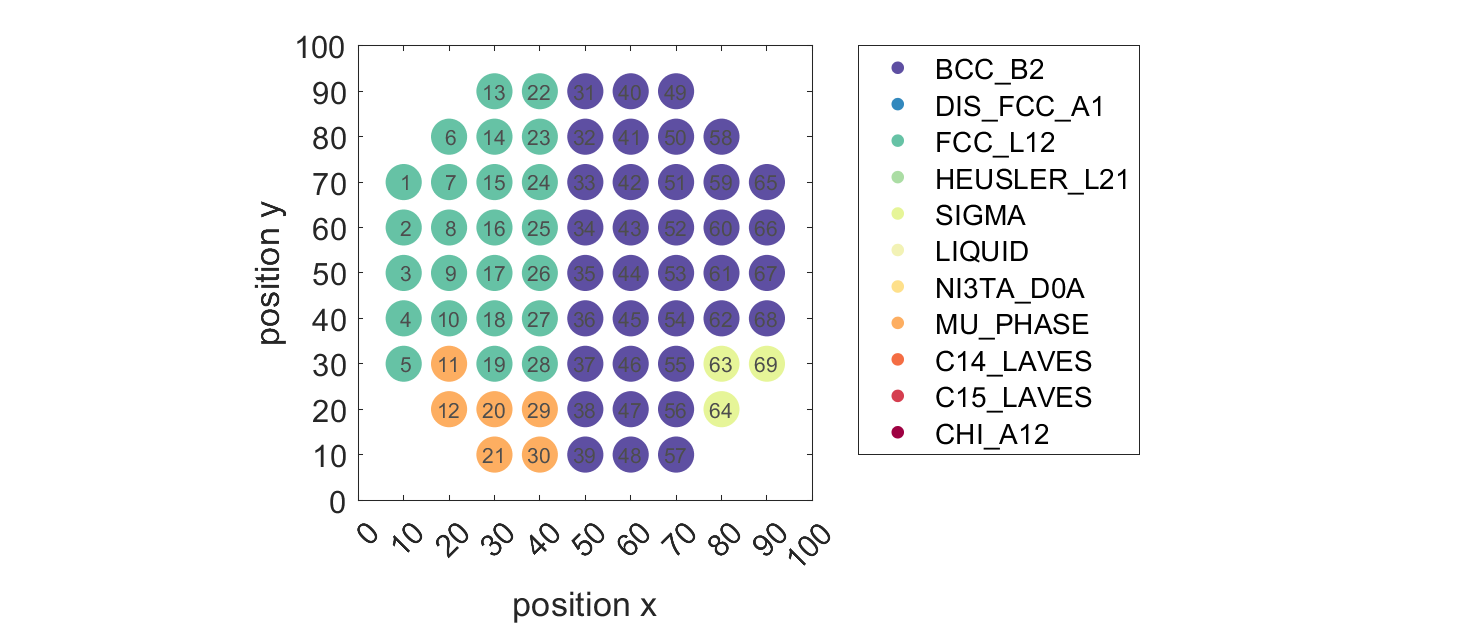 100
90
80
70
60
50
40
30
20
10
0
position y
13 22 31 40 49
6 14 23 32 41 50 58
1 7 15 24 33 42 51 59 65
2 8 16 25 34 43 52 60 66
3 9 17 26 35 44 53 61 67
4 10 18 27 36 45 54 62 68
5 11 19 28 37 46 55 63 69
12 20 29 38 47 56 64
21 30 39 48 57
0 10 20 30 40 50 60 70 80 90 100
position x
BCC_B2
DIS_FCC_A1
FCC_L12
HEUSLER_L21
SIGMA
LIQUID
NI3TA_D0A
MU_PHASE
C14_LAVES
C15_LAVES
CHI_A12